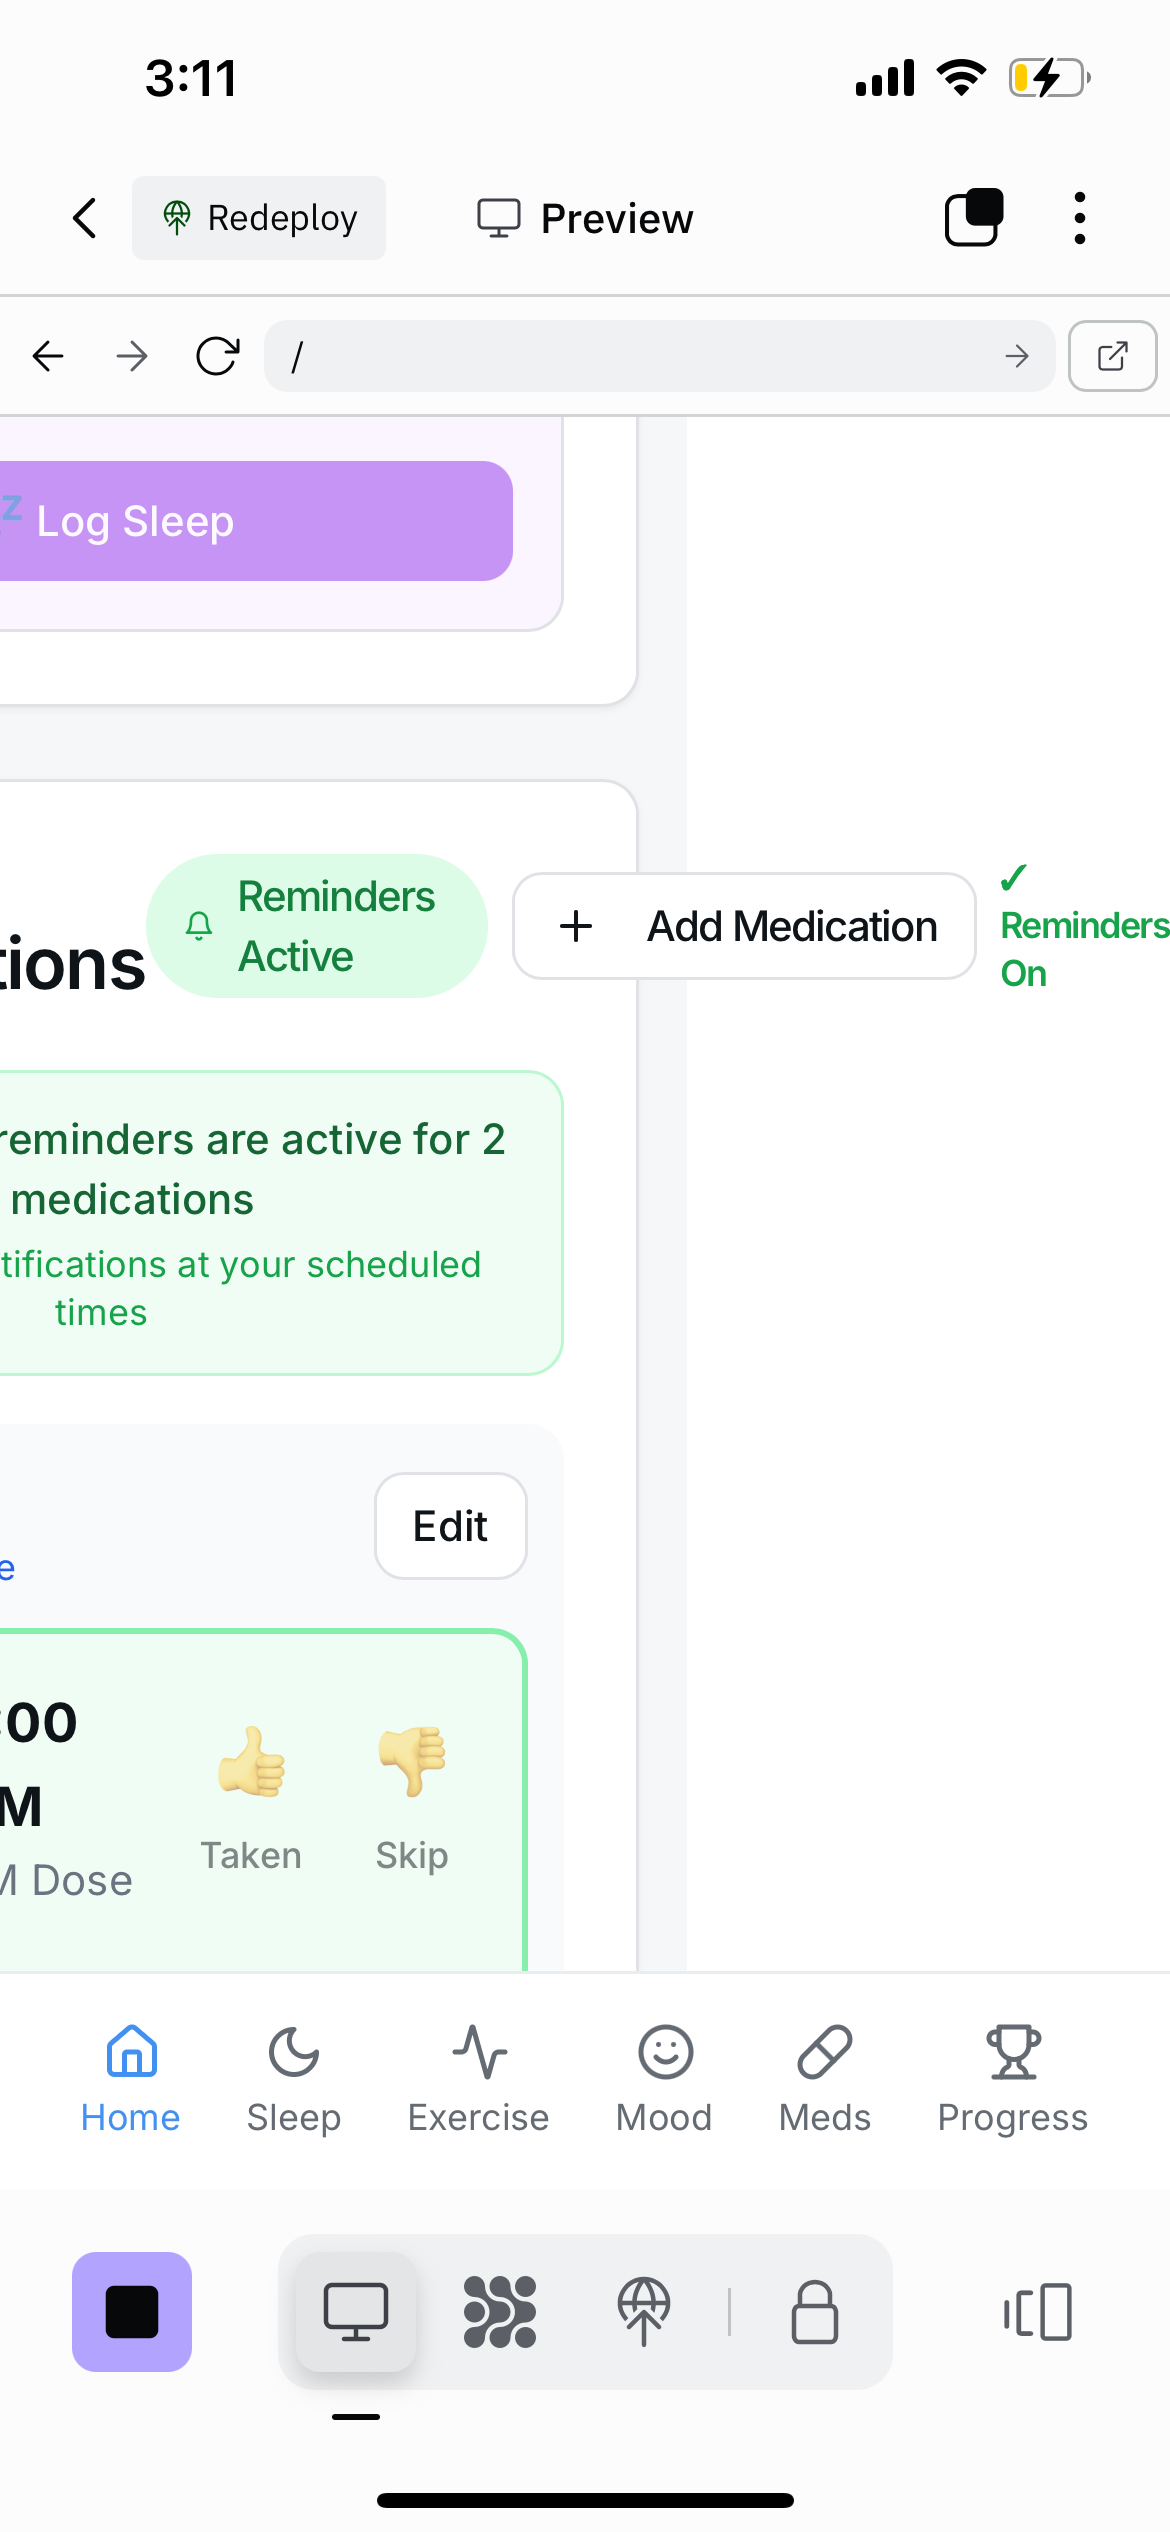 3:11
Redeploy
Preview
/
Log Sleep
tions
Reminders
Active
Add Medication
✓
Reminders
On
reminders are active for 2
medications
tifications at your scheduled
times
Edit
e
:00
M
M Dose
Taken
Skip
Home
Sleep
Exercise
Mood
Meds
Progress